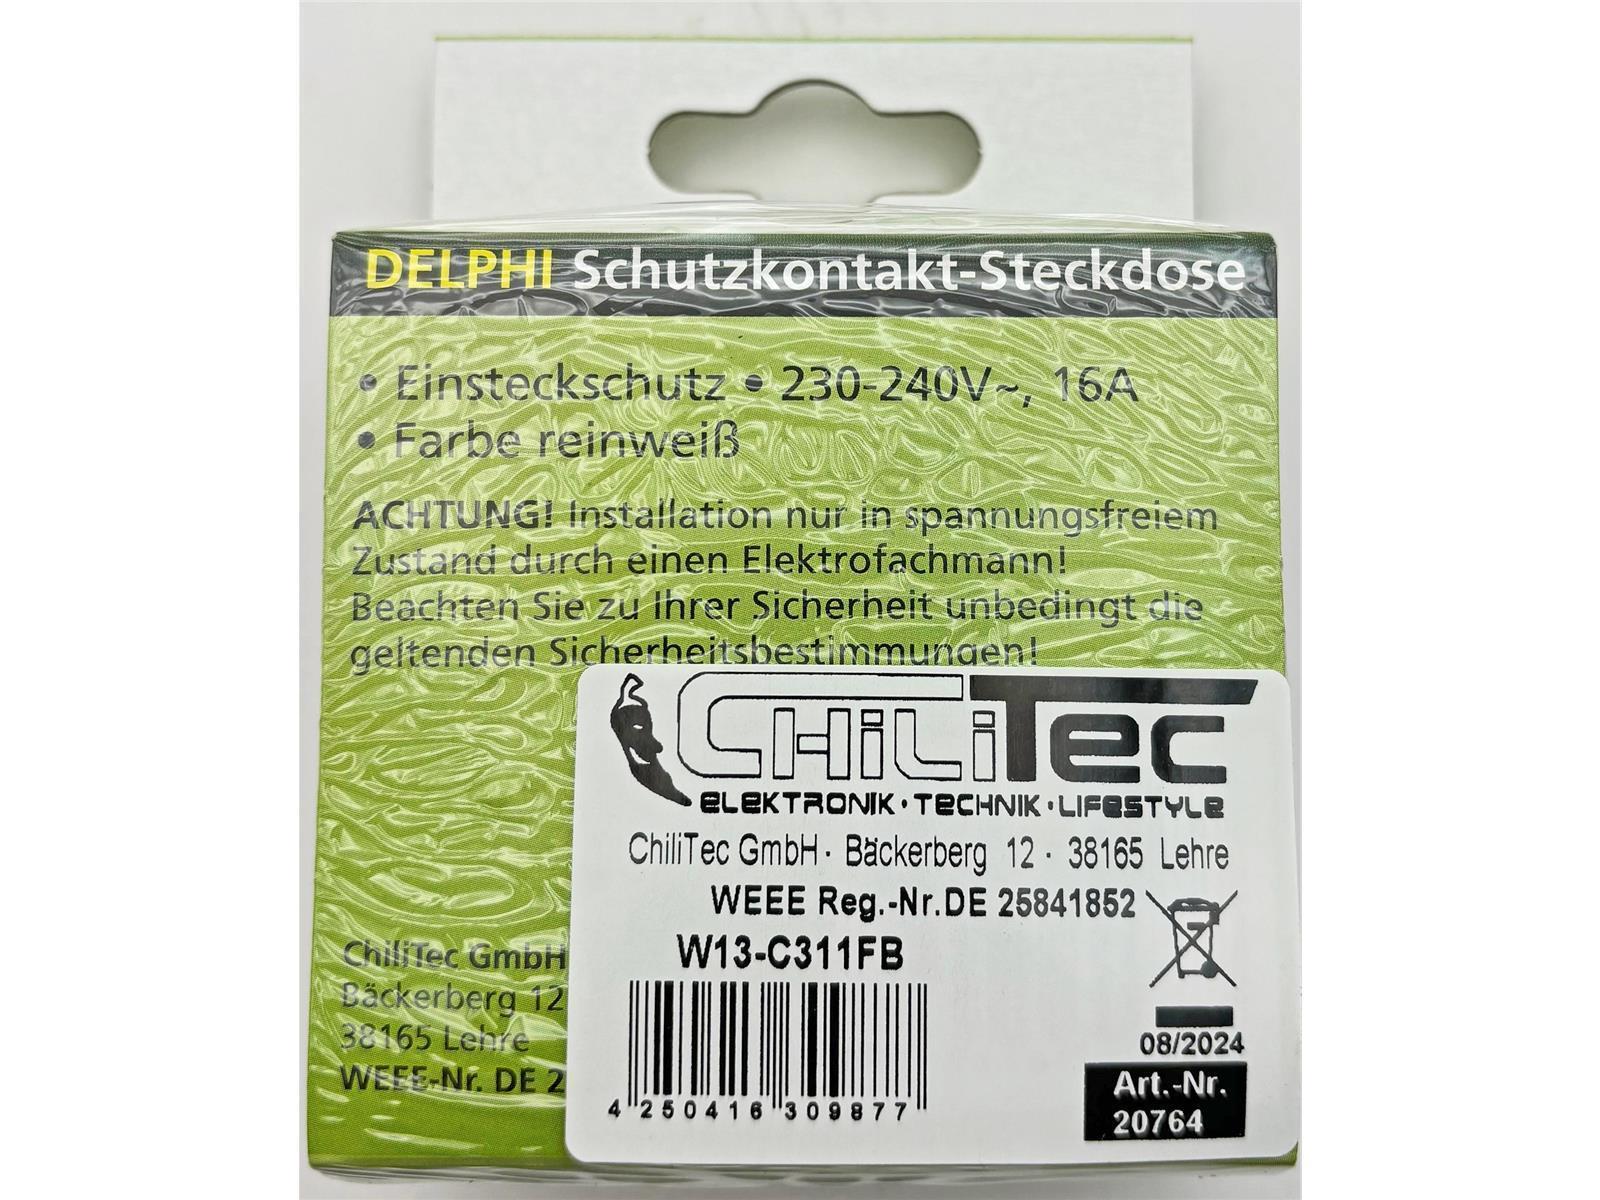 DELPHI Schutzkontakt-Steckdose
• Einsteckschutz • 230-240V~, 16A
• Farbe reinweiß
ACHTUNG! Installation nur in spannungsfreiem
Zustand durch einen Elektrofachmann!
Beachten Sie zu Ihrer Sicherheit unbedingt die
geltenden Sicherheitsbestimmungen!
ChiliTec GmbH
Bäckerberg 12
38165 Lehre
WEEE-Nr. DE 2
CHiLiTec
ELEKTRONIK · TECHNIK · LIFESTYLE
ChiliTec GmbH · Bäckerberg 12 · 38165 Lehre
WEEE Reg.-Nr.DE 25841852
W13-C311FB
4 250416 309877
08/2024
Art.-Nr.
20764